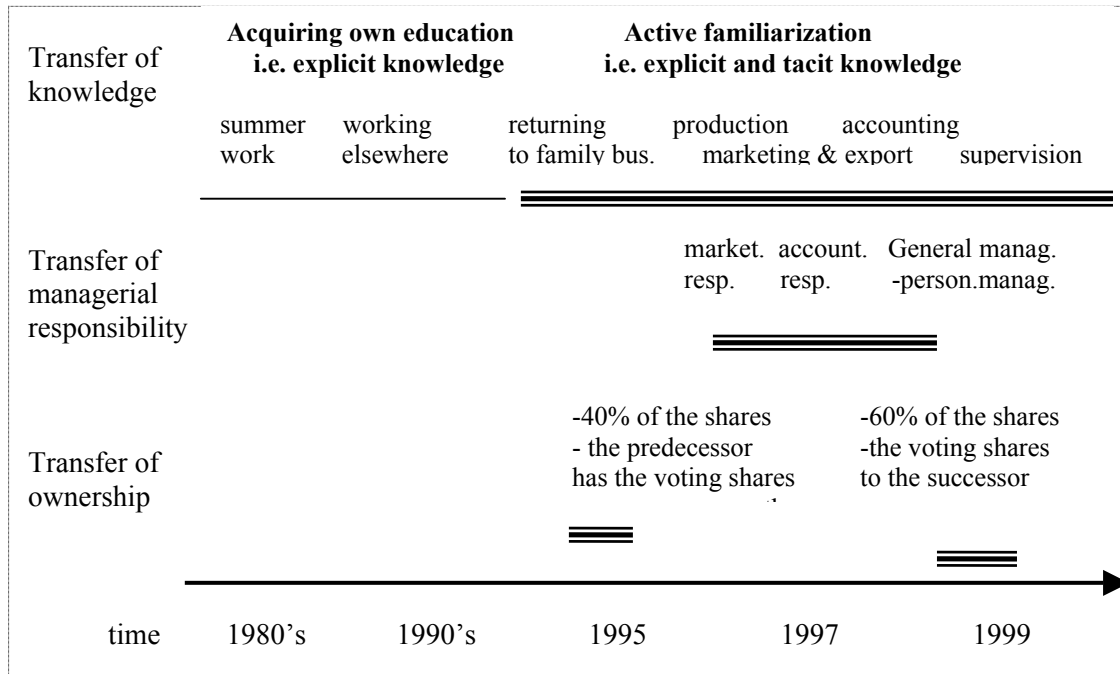 Acquiring own education
i.e. explicit knowledge
Active familiarization
i.e. explicit and tacit knowledge
Transfer of
knowledge
summer
work
working
elsewhere
returning
to family bus.
production
accounting
marketing & export
supervision
Transfer of
managerial
responsibility
market.
resp.
account.
resp.
General manag.
-person.manag.
Transfer of
ownership
-40% of the shares
- the predecessor
has the voting shares
-60% of the shares
-the voting shares
to the successor
time
1980's
1990's
1995
1997
1999